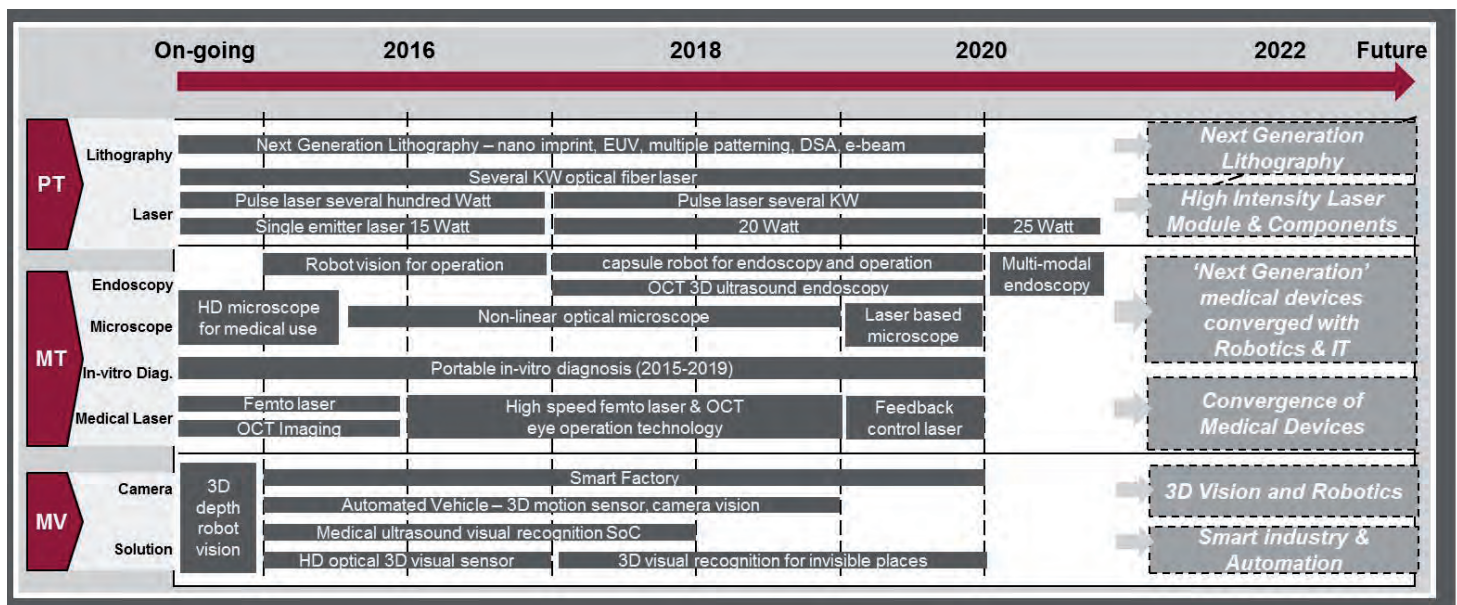 On-going 2016 2018 2020 2022 Future
PT
Lithography
Next Generation Lithography – nano imprint, EUV, multiple patterning, DSA, e-beam
Next Generation
Lithography
Several KW optical fiber laser
Laser
Pulse laser several hundred Watt
Pulse laser several KW
Single emitter laser 15 Watt
20 Watt
25 Watt
High Intensity Laser
Module & Components
MT
Endoscopy
Robot vision for operation
capsule robot for endoscopy and operation
OCT 3D ultrasound endoscopy
Multi-modal
endoscopy
Microscope
HD microscope
for medical use
Non-linear optical microscope
Laser based
microscope
‘Next Generation’
medical devices
converged with
Robotics & IT
In-vitro Diag.
Portable in-vitro diagnosis (2015-2019)
Medical Laser
Femto laser
OCT Imaging
High speed femto laser & OCT
eye operation technology
Feedback
control laser
Convergence of
Medical Devices
MV
Camera
Solution
3D
depth
robot
vision
Smart Factory
Automated Vehicle – 3D motion sensor, camera vision
Medical ultrasound visual recognition SoC
HD optical 3D visual sensor
3D visual recognition for invisible places
3D Vision and Robotics
Smart industry &
Automation